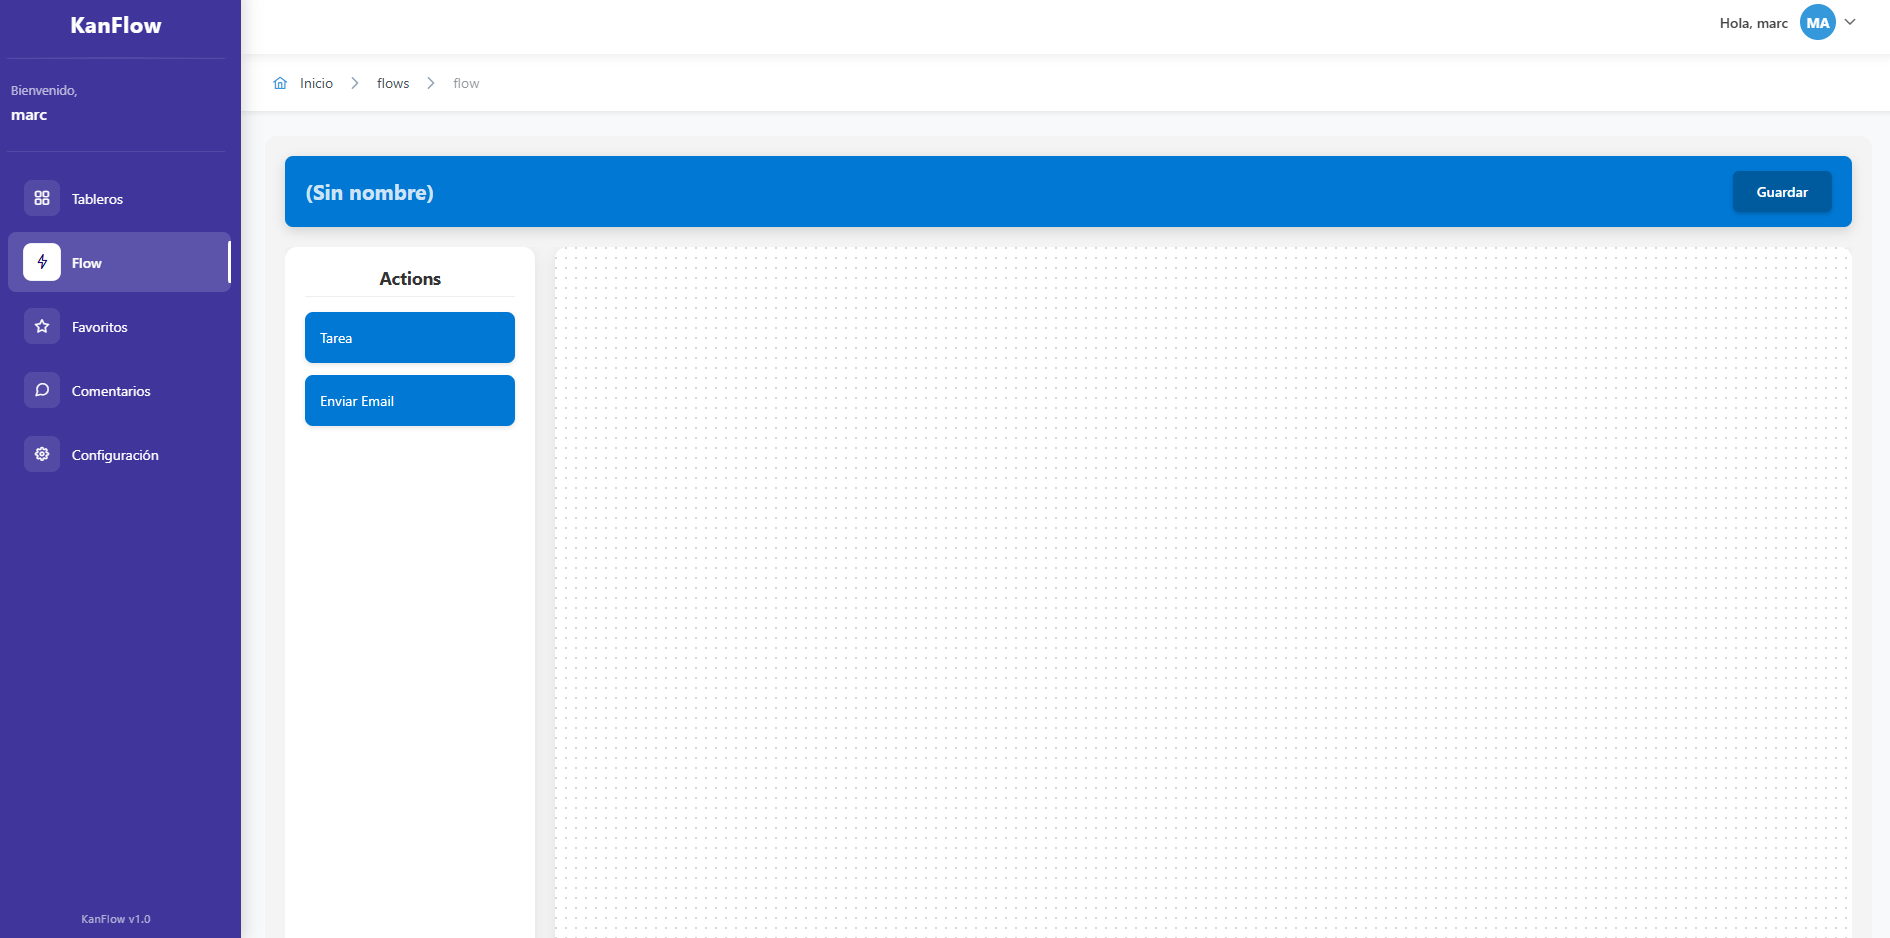 KanFlow
Bienvenido,
marc
Tableros
Flow
Favoritos
Comentarios
Configuración
KanFlow v1.0
Hola, marc
MA
Inicio
flows
flow
(Sin nombre)
Guardar
Actions
Tarea
Enviar Email